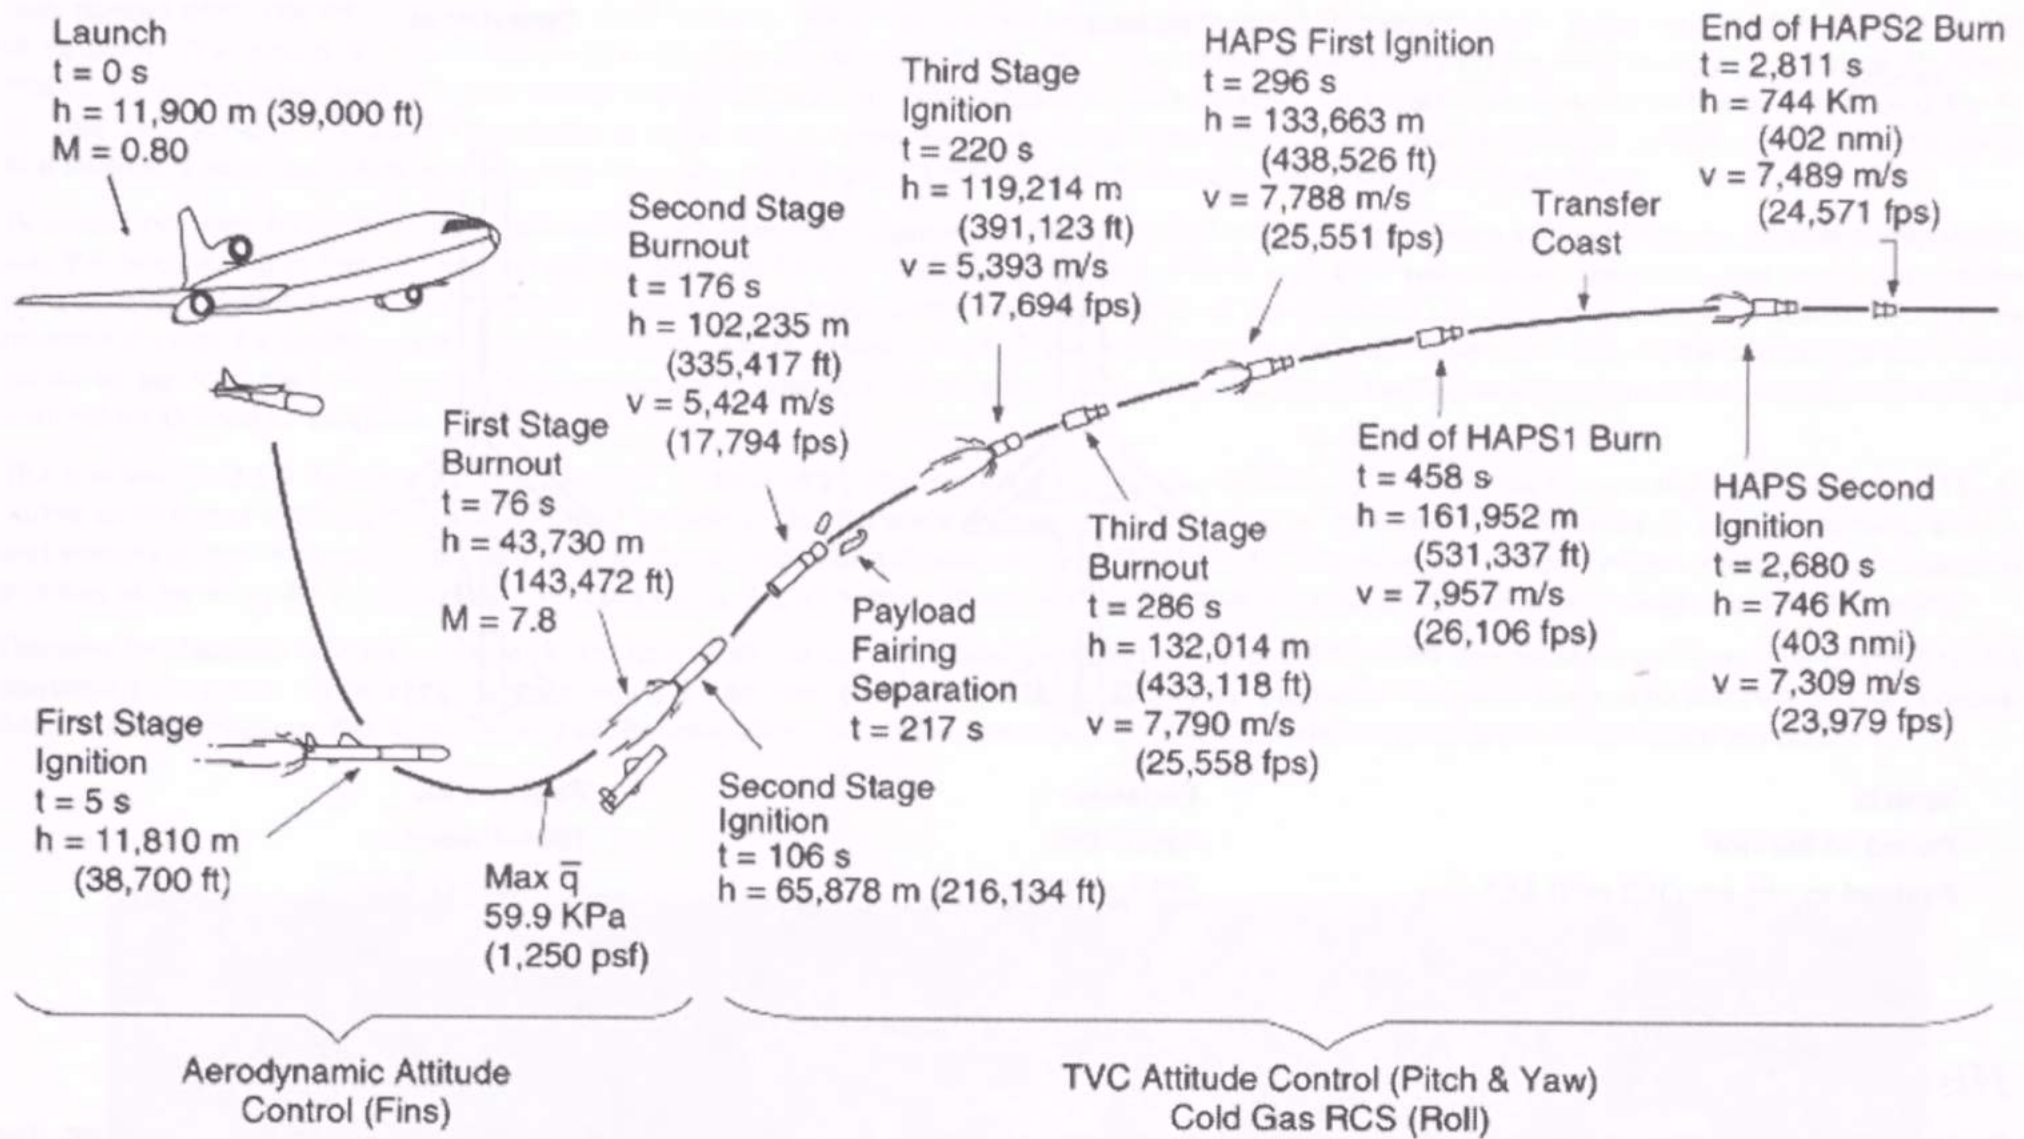 Launch
t = 0 s
h = 11,900 m (39,000 ft)
M = 0.80
First Stage
Ignition
t = 5 s
h = 11,810 m
(38,700 ft)
Max q̅
59.9 KPa
(1,250 psf)
First Stage
Burnout
t = 76 s
h = 43,730 m
(143,472 ft)
M = 7.8
Second Stage
Ignition
t = 106 s
h = 65,878 m (216,134 ft)
Second Stage
Burnout
t = 176 s
h = 102,235 m
(335,417 ft)
v = 5,424 m/s
(17,794 fps)
Payload
Fairing
Separation
t = 217 s
Third Stage
Ignition
t = 220 s
h = 119,214 m
(391,123 ft)
v = 5,393 m/s
(17,694 fps)
Third Stage
Burnout
t = 286 s
h = 132,014 m
(433,118 ft)
v = 7,790 m/s
(25,558 fps)
HAPS First Ignition
t = 296 s
h = 133,663 m
(438,526 ft)
v = 7,788 m/s
(25,551 fps)
End of HAPS1 Burn
t = 458 s
h = 161,952 m
(531,337 ft)
v = 7,957 m/s
(26,106 fps)
Transfer
Coast
HAPS Second
Ignition
t = 2,680 s
h = 746 Km
(403 nmi)
v = 7,309 m/s
(23,979 fps)
End of HAPS2 Burn
t = 2,811 s
h = 744 Km
(402 nmi)
v = 7,489 m/s
(24,571 fps)
Aerodynamic Attitude
Control (Fins)
TVC Attitude Control (Pitch & Yaw)
Cold Gas RCS (Roll)